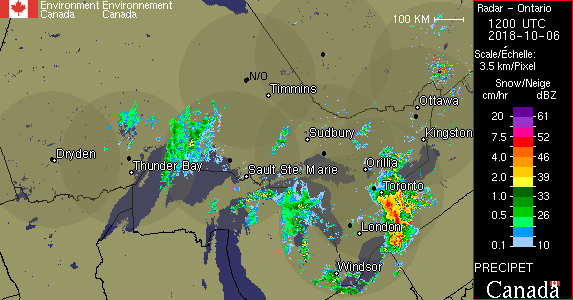 Environment Environnement
Canada Canada
100 KM
N/O
Timmins
Ottawa
Sudbury
Kingston
Dryden
Thunder Bay
Sault Ste. Marie
Orillia
Toronto
London
Windsor
Radar - Ontario
1200 UTC
2018-10-06
Scale/Échelle:
3.5 km/Pixel
Snow/Neige
cm/hr dBZ
20 61
7.5 52
4.0 46
2.0 39
1.0 33
0.5 26
0.1 10
PRECIPET
Canada